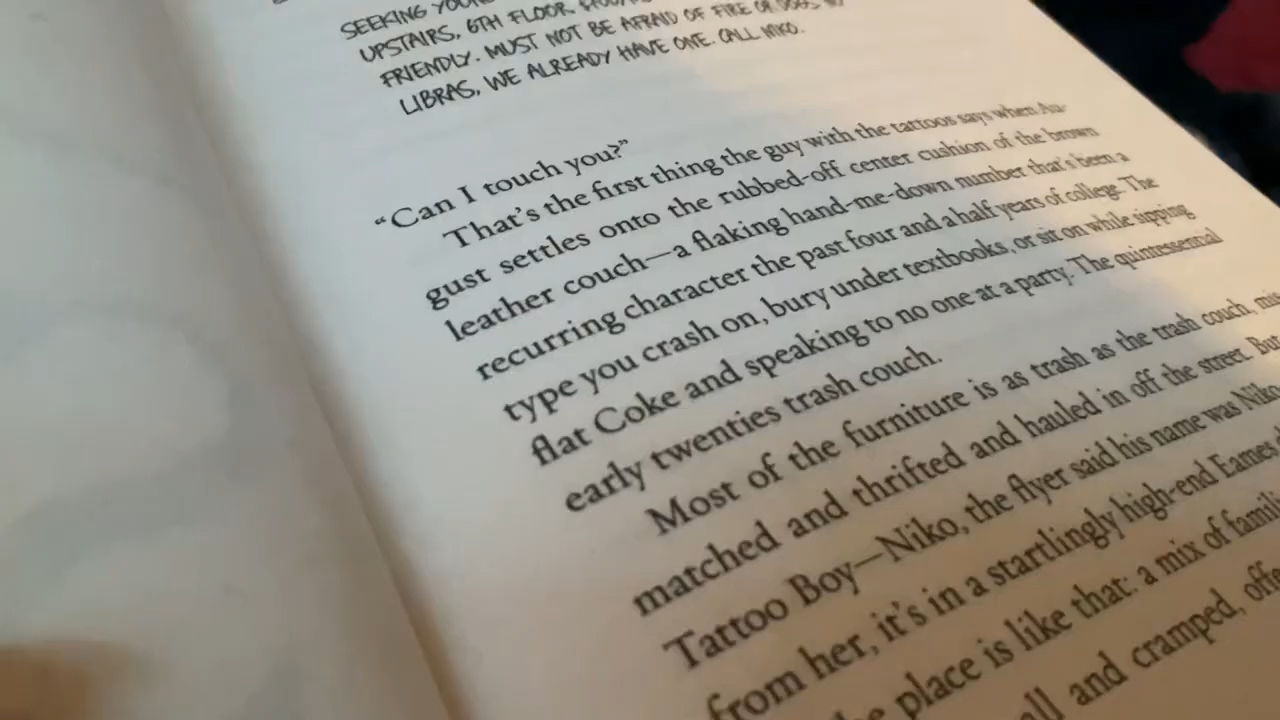 SEEKING YOUNG
UPSTAIRS, 6TH FLOOR.
FRIENDLY. MUST NOT BE AFRAID OF FIRE OR DOGS. NO
LIBRAS, WE ALREADY HAVE ONE. CALL NIKO.
“Can I touch you?”
That’s the first thing the guy with the tattoos says when Au-
gust settles onto the rubbed-off center cushion of the brown
leather couch—a flaking hand-me-down number that’s been a
recurring character the past four and a half years of college. The
type you crash on, bury under textbooks, or sit on while sipping
flat Coke and speaking to no one at a party. The quintessential
early twenties trash couch.
Most of the furniture is as trash as the trash couch, mis
matched and thrifted and hauled in off the street. But
Tattoo Boy—Niko, the flyer said his name was Niko
from her, it’s in a startlingly high-end Eames
place is like that: a mix of famili
all and cramped, offe